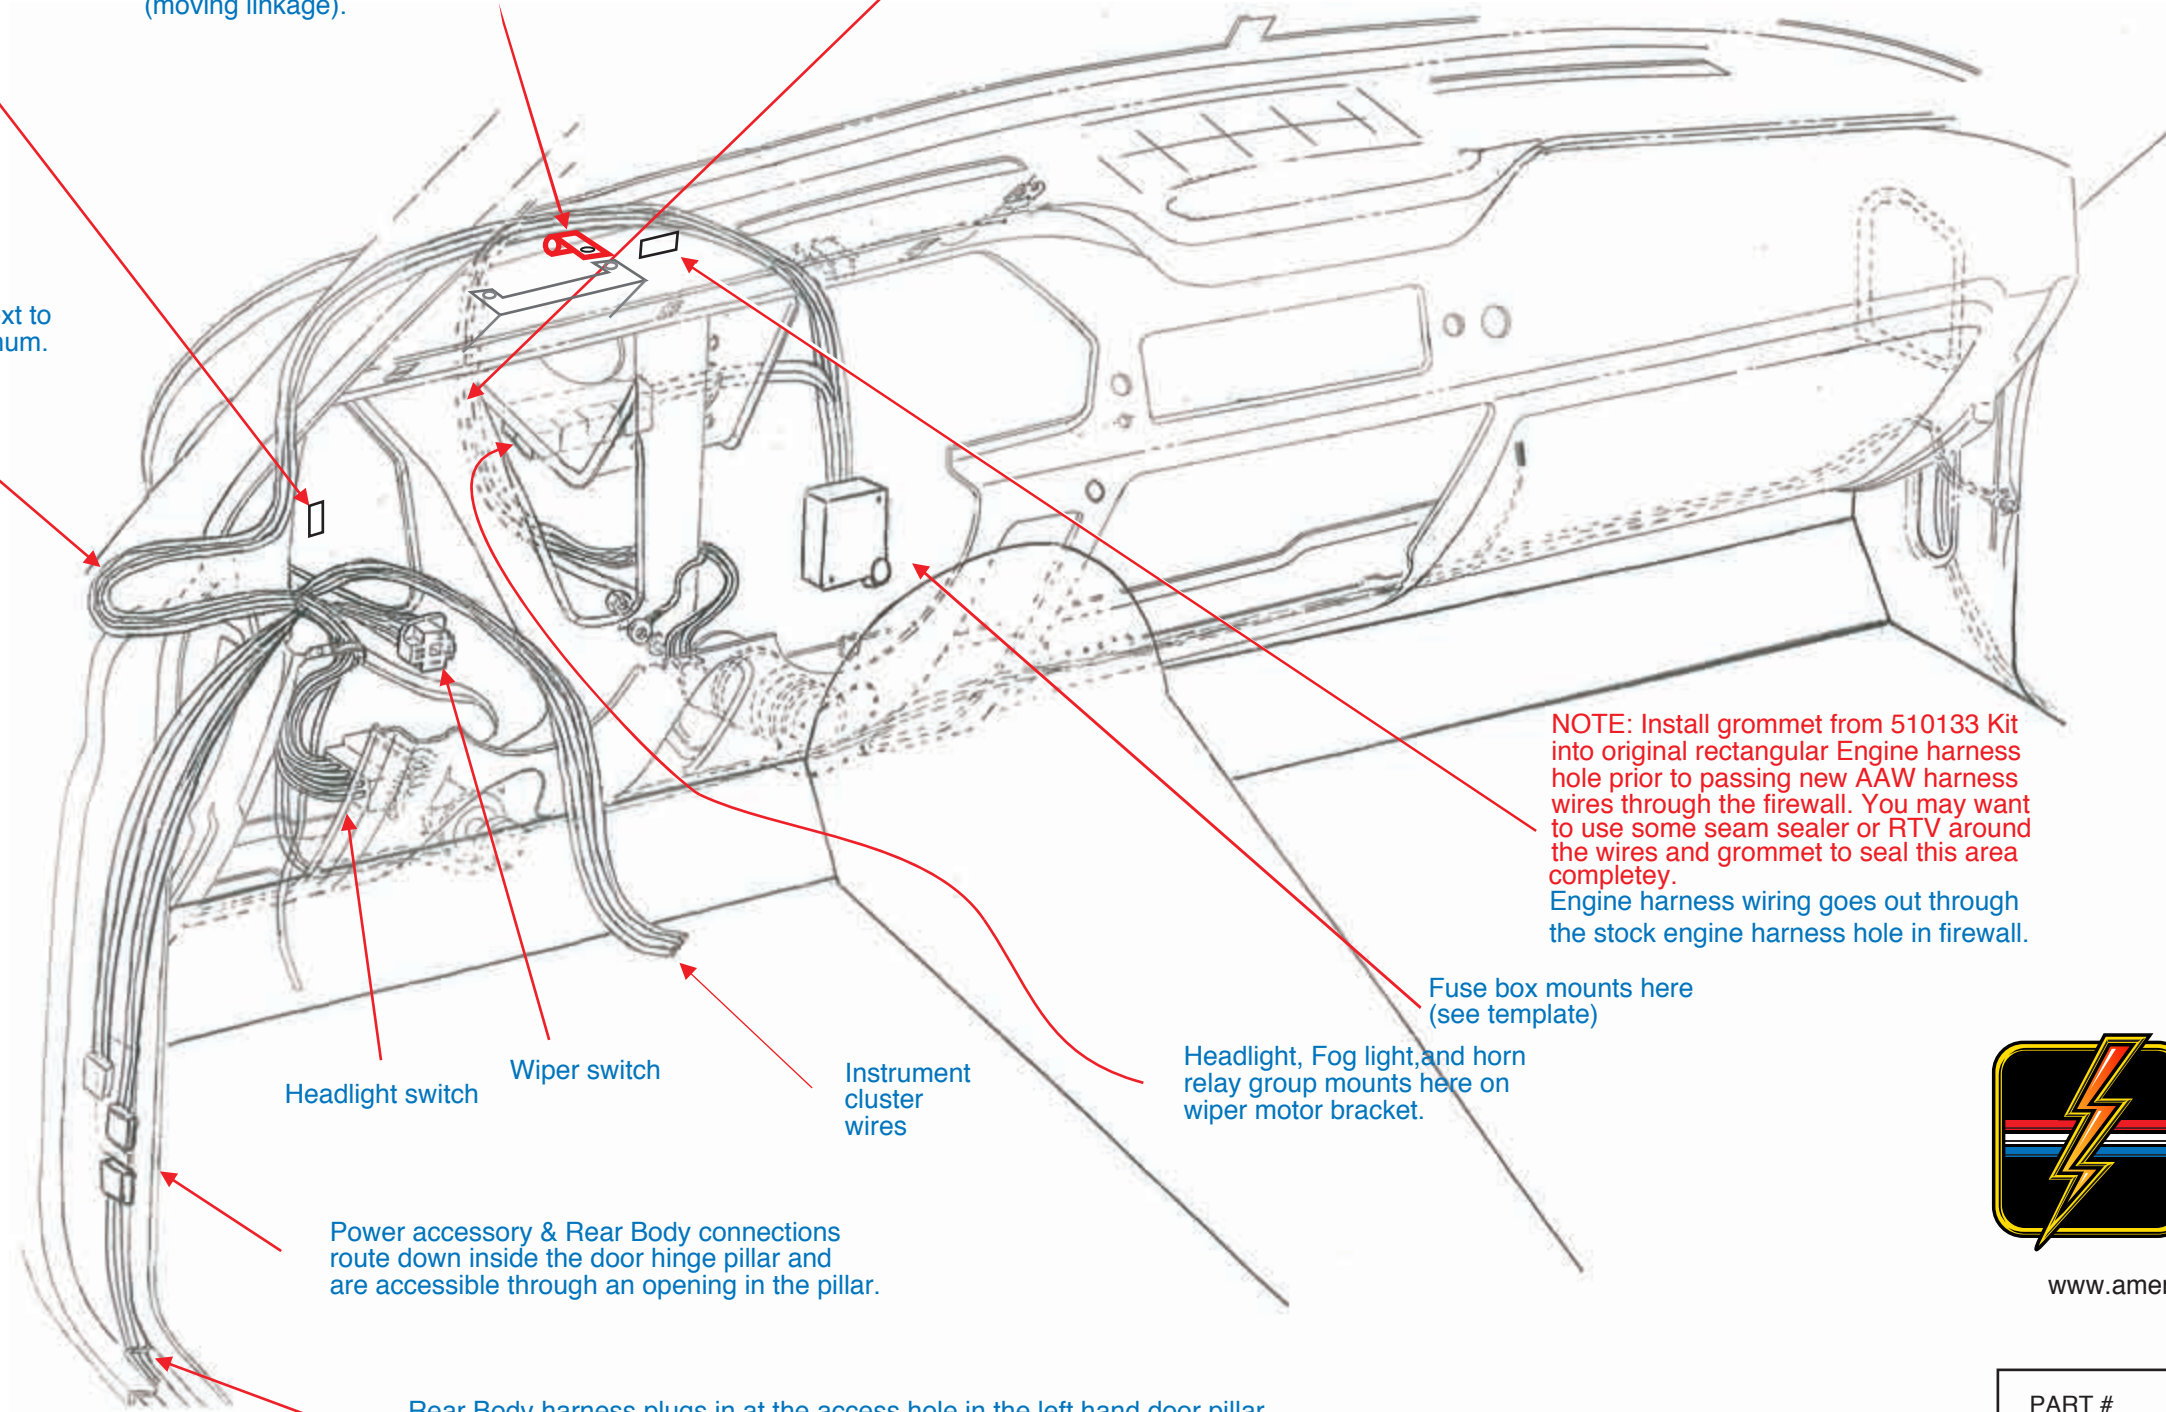 (moving linkage).
xt to
um.
NOTE: Install grommet from 510133 Kit
into original rectangular Engine harness
hole prior to passing new AAW harness
wires through the firewall. You may want
to use some seam sealer or RTV around
the wires and grommet to seal this area
completey.
Engine harness wiring goes out through
the stock engine harness hole in firewall.
Fuse box mounts here
(see template)
Headlight, Fog light,and horn
relay group mounts here on
wiper motor bracket.
Instrument
cluster
wires
Wiper switch
Headlight switch
Power accessory & Rear Body connections
route down inside the door hinge pillar and
are accessible through an opening in the pillar.
www.amer
Rear Body harness plugs in at the access hole in the left hand door pillar
PART #